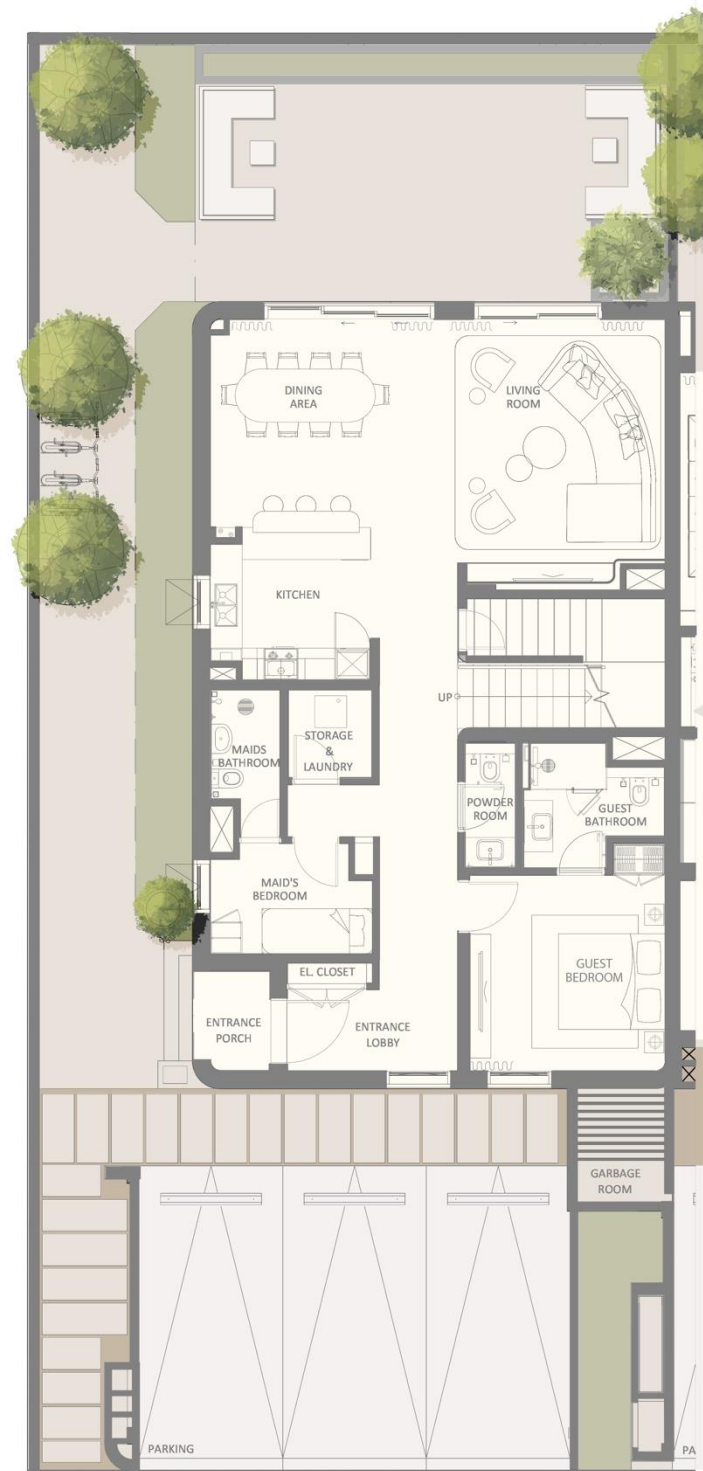 DINING
AREA
LIVING
ROOM
KITCHEN
UP
MAIDS
BATHROOM
STORAGE
&
LAUNDRY
POWDER
ROOM
GUEST
BATHROOM
MAID'S
BEDROOM
GUEST
BEDROOM
EL. CLOSET
ENTRANCE
PORCH
ENTRANCE
LOBBY
GARBAGE
ROOM
PARKING
PA